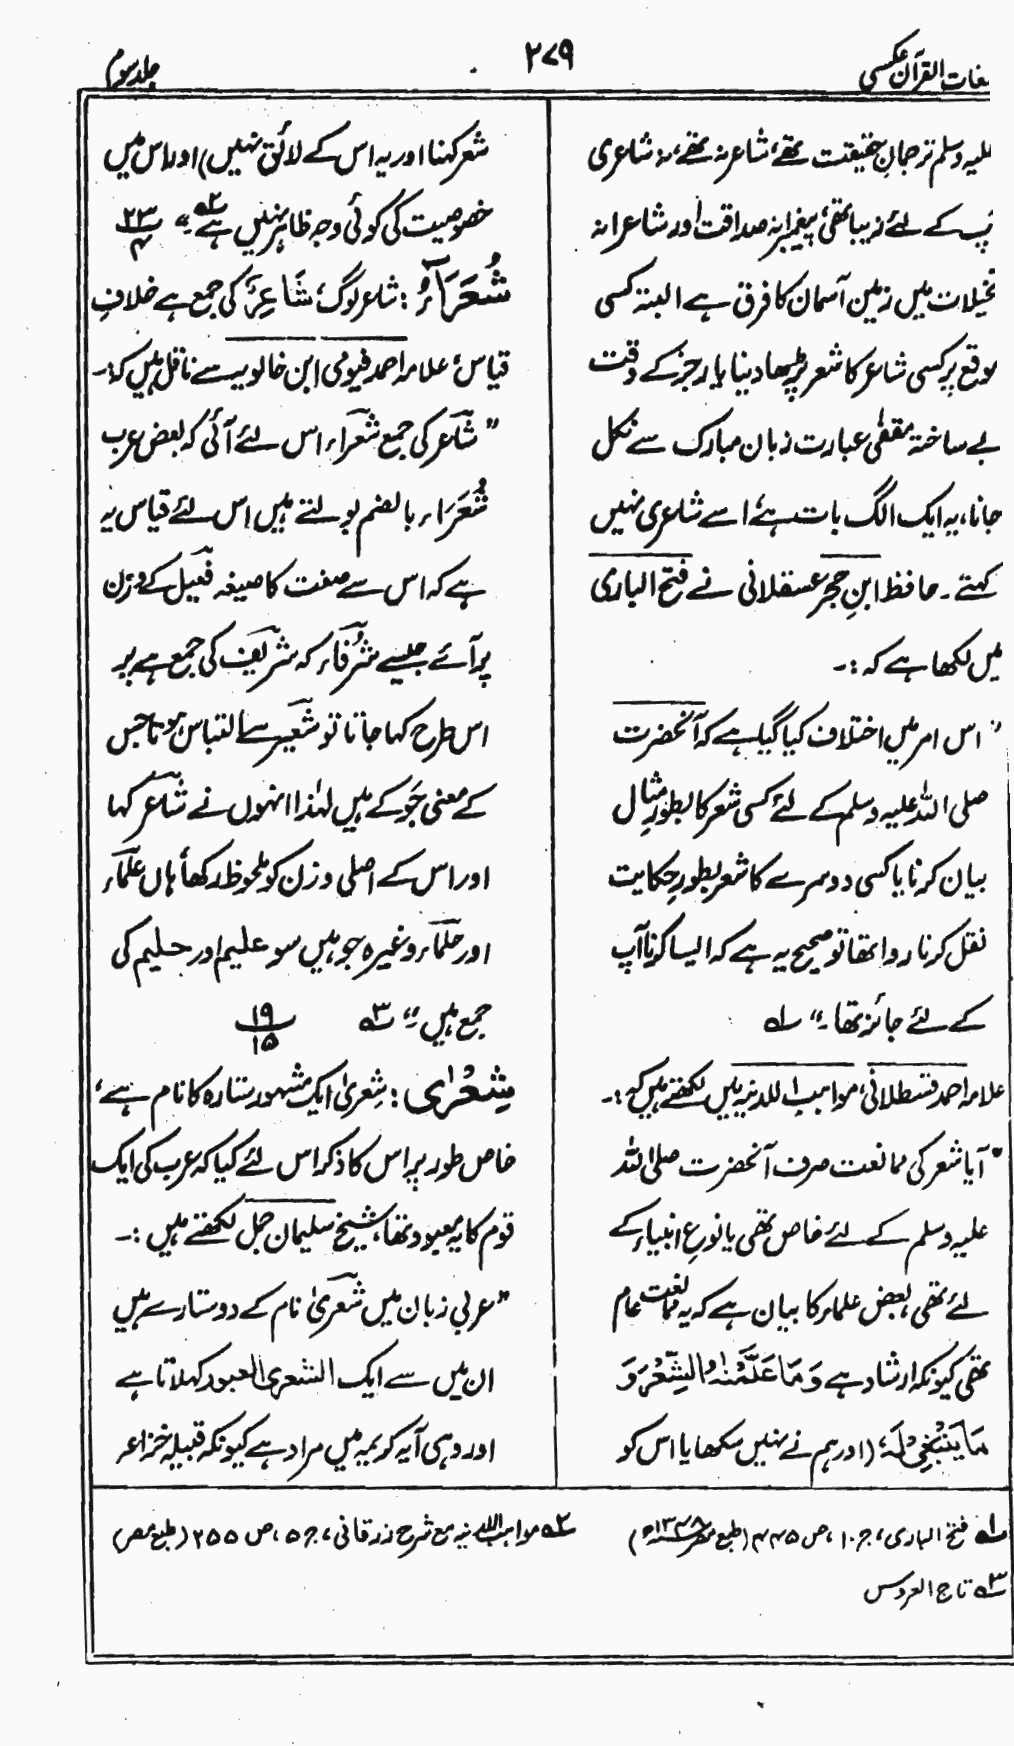 لغات القرآن عکسی
۲۷۹
جلد سوم
علیہ وسلم ترجمانِ حقیقت تھے، شاعر نہ تھے، نہ شاعری
آپ کے لئے زیبا تھی، پیغمبرانہ صداقت اور شاعرانہ
تخیلات میں زمین آسمان کا فرق ہے البتہ کسی
موقع پر کسی شاعر کا شعر پڑھا دینا یا رجز کے وقت
بے ساختہ مقفٰی عبارت زبان مبارک سے نکل
جانا، یہ ایک الگ بات ہے، اسے شاعری نہیں
کہتے۔ حافظ ابنِ حجر عسقلانی نے فتح الباری
میں لکھا ہے کہ :۔
" اس امر میں اختلاف کیا گیا ہے کہ آنحضرت
صلی اللہ علیہ وسلم کے لئے کسی شعر کا بطور مثال
بیان کرنا یا کسی دوسرے کا شعر بطور حکایت
نقل کرنا روا تھا تو صحیح یہ ہے کہ ایسا کرنا آپ
کے لئے جائز تھا۔" ۱ہ
علامہ احمد قسطلانی، مواہب اللدنیہ میں لکھتے ہیں کہ :۔
" آیا شعر کی ممانعت صرف آنحضرت صلی اللہ
علیہ وسلم کے لئے خاص تھی یا نوعِ انبیاء کے
لئے تھی، بعض علماء کا بیان ہے کہ یہ ممانعت عام
تھی کیونکہ ارشاد ہے وَمَا عَلَّمْنٰہُ الشِّعْرَ وَ
مَا یَنْبَغِیْ لَہٗ، (اور ہم نے نہیں سکھایا اس کو
شعر کہنا اور یہ اس کے لائق نہیں) اور اس میں
خصوصیت کی کوئی وجہ ظاہر نہیں ہے۔" ۲ہ ۲۳/۴
شُعَرَآءُ : شاعر لوگ، شَاعِرٌ کی جمع ہے خلافِ
قیاس، علامہ احمد فیومی ابن خالویہ سے ناقل ہیں کہ :۔
" شاعر کی جمع شعراء اس لئے آئی کہ بعض عرب
شُعَرَاء بالضم بولتے ہیں اس لئے قیاس یہ
ہے کہ اس سے صفت کا صیغہ فعیل کے وزن
پر آئے جیسے شرفاء کہ شریف کی جمع ہے پر
اس طرح کہا جاتا تو شعیر سے التباس ہوتا جس
کے معنی جَو کے ہیں لہٰذا انہوں نے شاعر کہا
اور اس کے اصلی وزن کو ملحوظ رکھا، ہاں علماء
اور حلماء وغیرہ جو ہیں سو علیم اور حلیم کی
جمع ہیں۔" ۳ہ ۱۹/۱۵
شِعْرٰی : شِعریٰ ایک مشہور ستارہ کا نام ہے،
خاص طور پر اس کا ذکر اس لئے کیا کہ عرب کی ایک
قوم کا یہ معبود تھا، شیخ سلیمان جمل لکھتے ہیں :۔
" عربی زبان میں شعریٰ نام کے دو ستارے ہیں
ان میں سے ایک الشعری العبور کہلاتا ہے
اور وہی آیہ کریمہ میں مراد ہے کیونکہ قبیلہ خزاعہ
۱ہ فتح الباری، ج ۱۰، ص ۴۴۵ (طبع مصر ۱۳۴۸ھ)
۲ہ مواہب اللدنیہ مع شرح زرقانی، ج ۵، ص ۲۵۵ (طبع مصر)
۳ہ تاج العروس